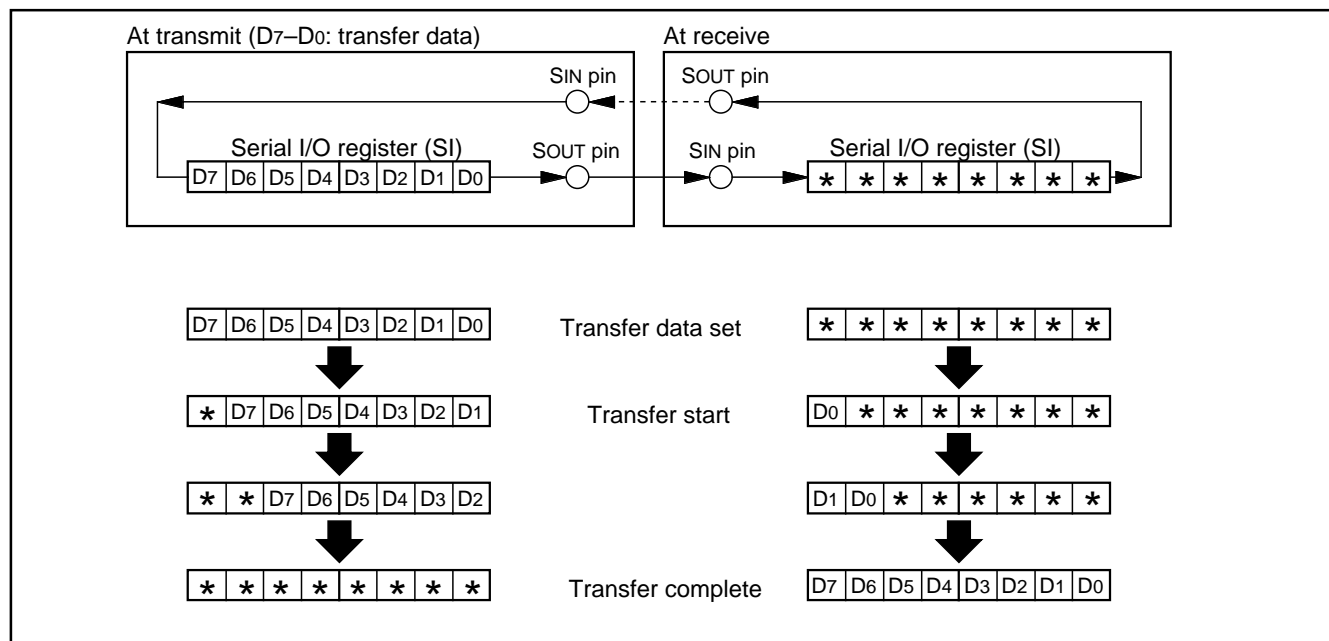 At transmit (D7–D0: transfer data)
At receive
SIN pin
SOUT pin
Serial I/O register (SI)
SOUT pin
SIN pin
Serial I/O register (SI)
D7 D6 D5 D4 D3 D2 D1 D0
* * * * * * * *
D7 D6 D5 D4 D3 D2 D1 D0
Transfer data set
* * * * * * * *
* D7 D6 D5 D4 D3 D2 D1
Transfer start
D0 * * * * * * *
* * D7 D6 D5 D4 D3 D2
D1 D0 * * * * * *
* * * * * * * *
Transfer complete
D7 D6 D5 D4 D3 D2 D1 D0